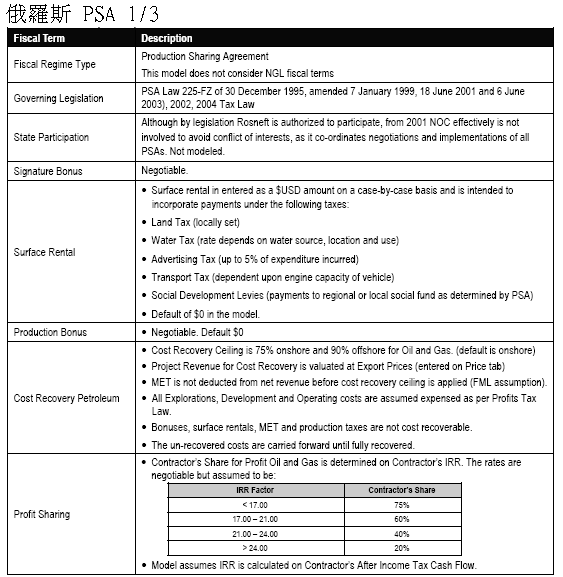 俄羅斯 PSA 1/3
Fiscal Term Description
Fiscal Regime Type
Production Sharing Agreement
This model does not consider NGL fiscal terms
Governing Legislation
PSA Law 225-FZ of 30 December 1995, amended 7 January 1999, 18 June 2001 and 6 June
2003), 2002, 2004 Tax Law
State Participation
Although by legislation Rosneft is authorized to participate, from 2001 NOC effectively is not
involved to avoid conflict of interests, as it co-ordinates negotiations and implementations of all
PSAs. Not modeled.
Signature Bonus
Negotiable.
Surface Rental
• Surface rental in entered as a $USD amount on a case-by-case basis and is intended to
incorporate payments under the following taxes:
• Land Tax (locally set)
• Water Tax (rate depends on water source, location and use)
• Advertising Tax (up to 5% of expenditure incurred)
• Transport Tax (dependent upon engine capacity of vehicle)
• Social Development Levies (payments to regional or local social fund as determined by PSA)
• Default of $0 in the model.
Production Bonus
• Negotiable. Default $0
Cost Recovery Petroleum
• Cost Recovery Ceiling is 75% onshore and 90% offshore for Oil and Gas. (default is onshore)
• Project Revenue for Cost Recovery is valued at Export Prices (entered on Price tab)
• MET is not deducted from net revenue before cost recovery ceiling is applied (FML assumption).
• All Explorations, Development and Operating costs are assumed expensed as per Profits Tax
Law.
• Bonuses, surface rentals, MET and production taxes are not cost recoverable.
• The un-recovered costs are carried forward until fully recovered.
Profit Sharing
• Contractor's Share for Profit Oil and Gas is determined on Contractor's IRR. The rates are
negotiable but assumed to be:
IRR Factor Contractor's Share
< 17.00 75%
17.00 – 21.00 60%
21.00 – 24.00 40%
> 24.00 20%
• Model assumes IRR is calculated on Contractor's After Income Tax Cash Flow.